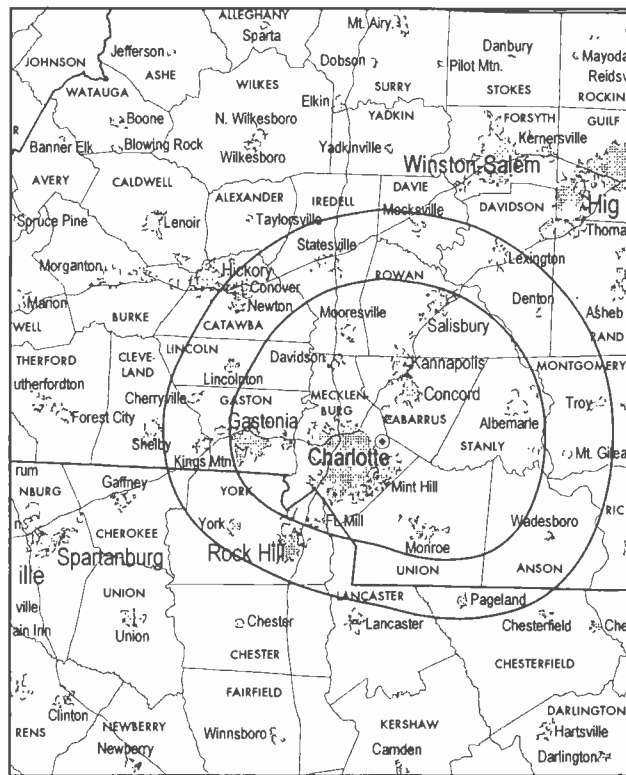 ALLEGHANY
Sparta
Mt. Airy
Jefferson
Dobson
Danbury
Mayoda
JOHNSON
ASHE
Pilot Mtn.
Reidsv
WILKES
SURRY
STOKES
ROCKIN
WATAUGA
Elkin
Boone
N. Wilkesboro
YADKIN
FORSYTH
GUILF
Kernersville
Banner Elk
Blowing Rock
Wilkesboro
Yadkinville
Winston-Salem
AVERY
CALDWELL
ALEXANDER
IREDELL
DAVIE
DAVIDSON
Hig
Spruce Pine
Lenoir
Taylorsville
Mocksville
Thoma
Statesville
Lexington
Morganton
Hickory
ROWAN
Conover
Denton
Marion
Newton
Mooresville
Salisbury
Asheb
WELL
BURKE
CATAWBA
RAND
LINCOLN
THERFORD
CLEVE-
LAND
Davidson
Kannapolis
MONTGOMERY
utherfordton
Lincolnton
Cherryville
GASTON
MECKLEN-
BURG
Concord
Troy
Forest City
Gastonia
CABARRUS
Albemarle
Shelby
STANLY
Kings Mtn.
Charlotte
Mt. Gilea
rum
Gaffney
NBURG
YORK
Mint Hill
York
Ft. Mill
Wadesboro
RIC
CHEROKEE
Spartanburg
Rock Hill
Monroe
ille
UNION
ANSON
UNION
LANCASTER
Pageland
ville
ain Inn
Union
Chester
Lancaster
Chesterfield
Che
CHESTER
CHESTERFIELD
FAIRFIELD
Clinton
DARLINGTON
RENS
NEWBERRY
Winnsboro
KERSHAW
Hartsville
Newberry
Camden
Darlington